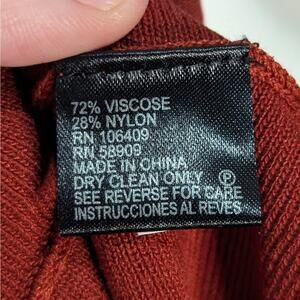 72% VISCOSE
28% NYLON
RN 106409
RN 58909
MADE IN CHINA
DRY CLEAN ONLY Ⓟ
SEE REVERSE FOR CARE
INSTRUCCIONES AL REVES